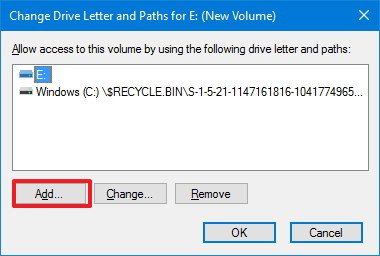 Change Drive Letter and Paths for E: (New Volume)
Allow access to this volume by using the following drive letter and paths:
E:
Windows (C:) \$RECYCLE.BIN\S-1-5-21-1147161816-1041774965...
Add... Change... Remove
OK Cancel